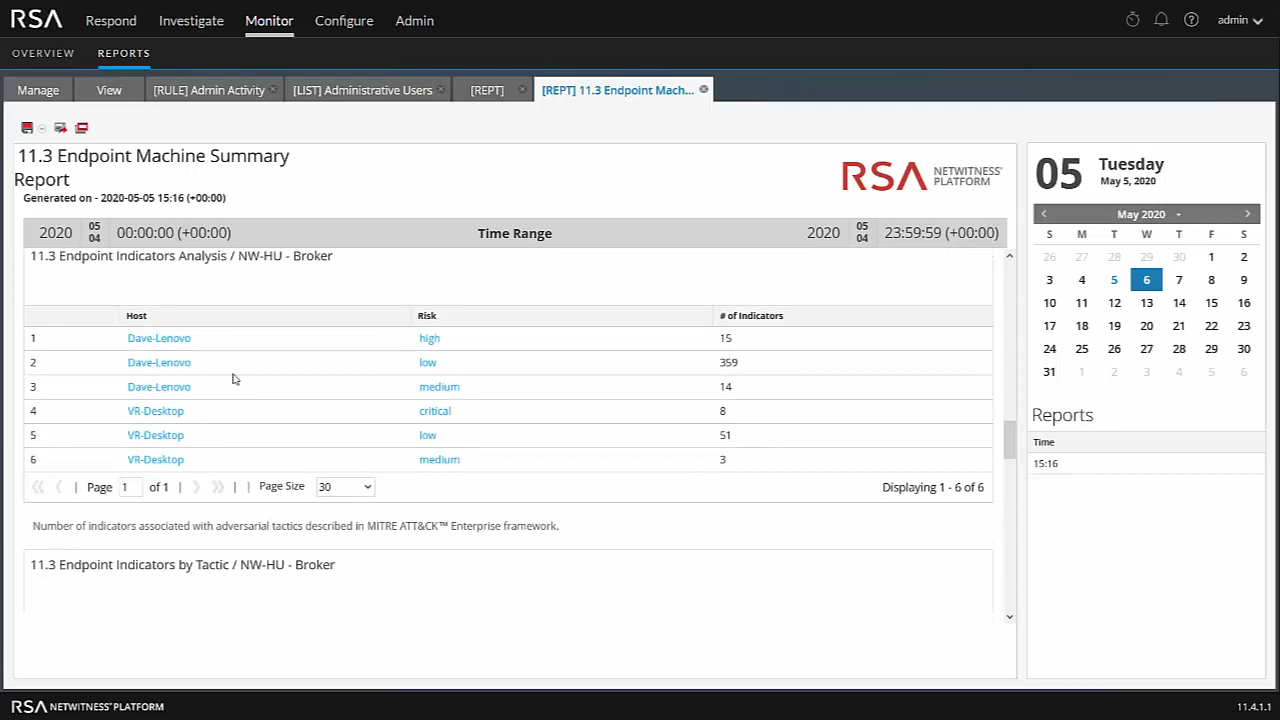 RSA Respond Investigate Monitor Configure Admin admin
OVERVIEW REPORTS
Manage View [RULE] Admin Activity [LIST] Administrative Users [REPT] [REPT] 11.3 Endpoint Mach...
11.3 Endpoint Machine Summary
Report
Generated on - 2020-05-05 15:16 (+00:00)
RSA NETWITNESS® PLATFORM
2020 05 04 00:00:00 (+00:00) Time Range 2020 05 04 23:59:59 (+00:00)
11.3 Endpoint Indicators Analysis / NW-HU - Broker
Host Risk # of Indicators
1 Dave-Lenovo high 15
2 Dave-Lenovo low 359
3 Dave-Lenovo medium 14
4 VR-Desktop critical 8
5 VR-Desktop low 51
6 VR-Desktop medium 3
| Page 1 of 1 | | | Page Size 30 Displaying 1 - 6 of 6
Number of indicators associated with adversarial tactics described in MITRE ATT&CK™ Enterprise framework.
11.3 Endpoint Indicators by Tactic / NW-HU - Broker
05 Tuesday
May 5, 2020
May 2020
S M T W T F S
26 27 28 29 30 1 2
3 4 5 6 7 8 9
10 11 12 13 14 15 16
17 18 19 20 21 22 23
24 25 26 27 28 29 30
31 1 2 3 4 5 6
Reports
Time
15:16
RSA NETWITNESS® PLATFORM 11.4.1.1